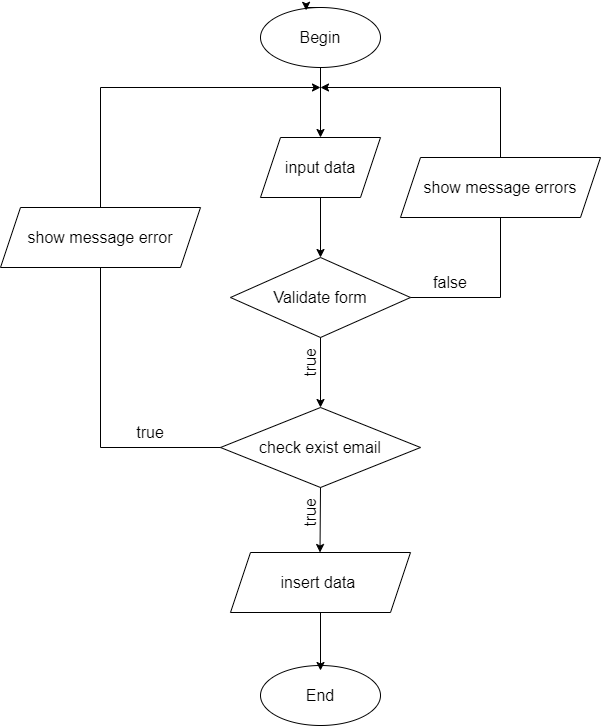 Begin
input data
show message errors
show message error
Validate form
false
true
check exist email
true
true
insert data
End